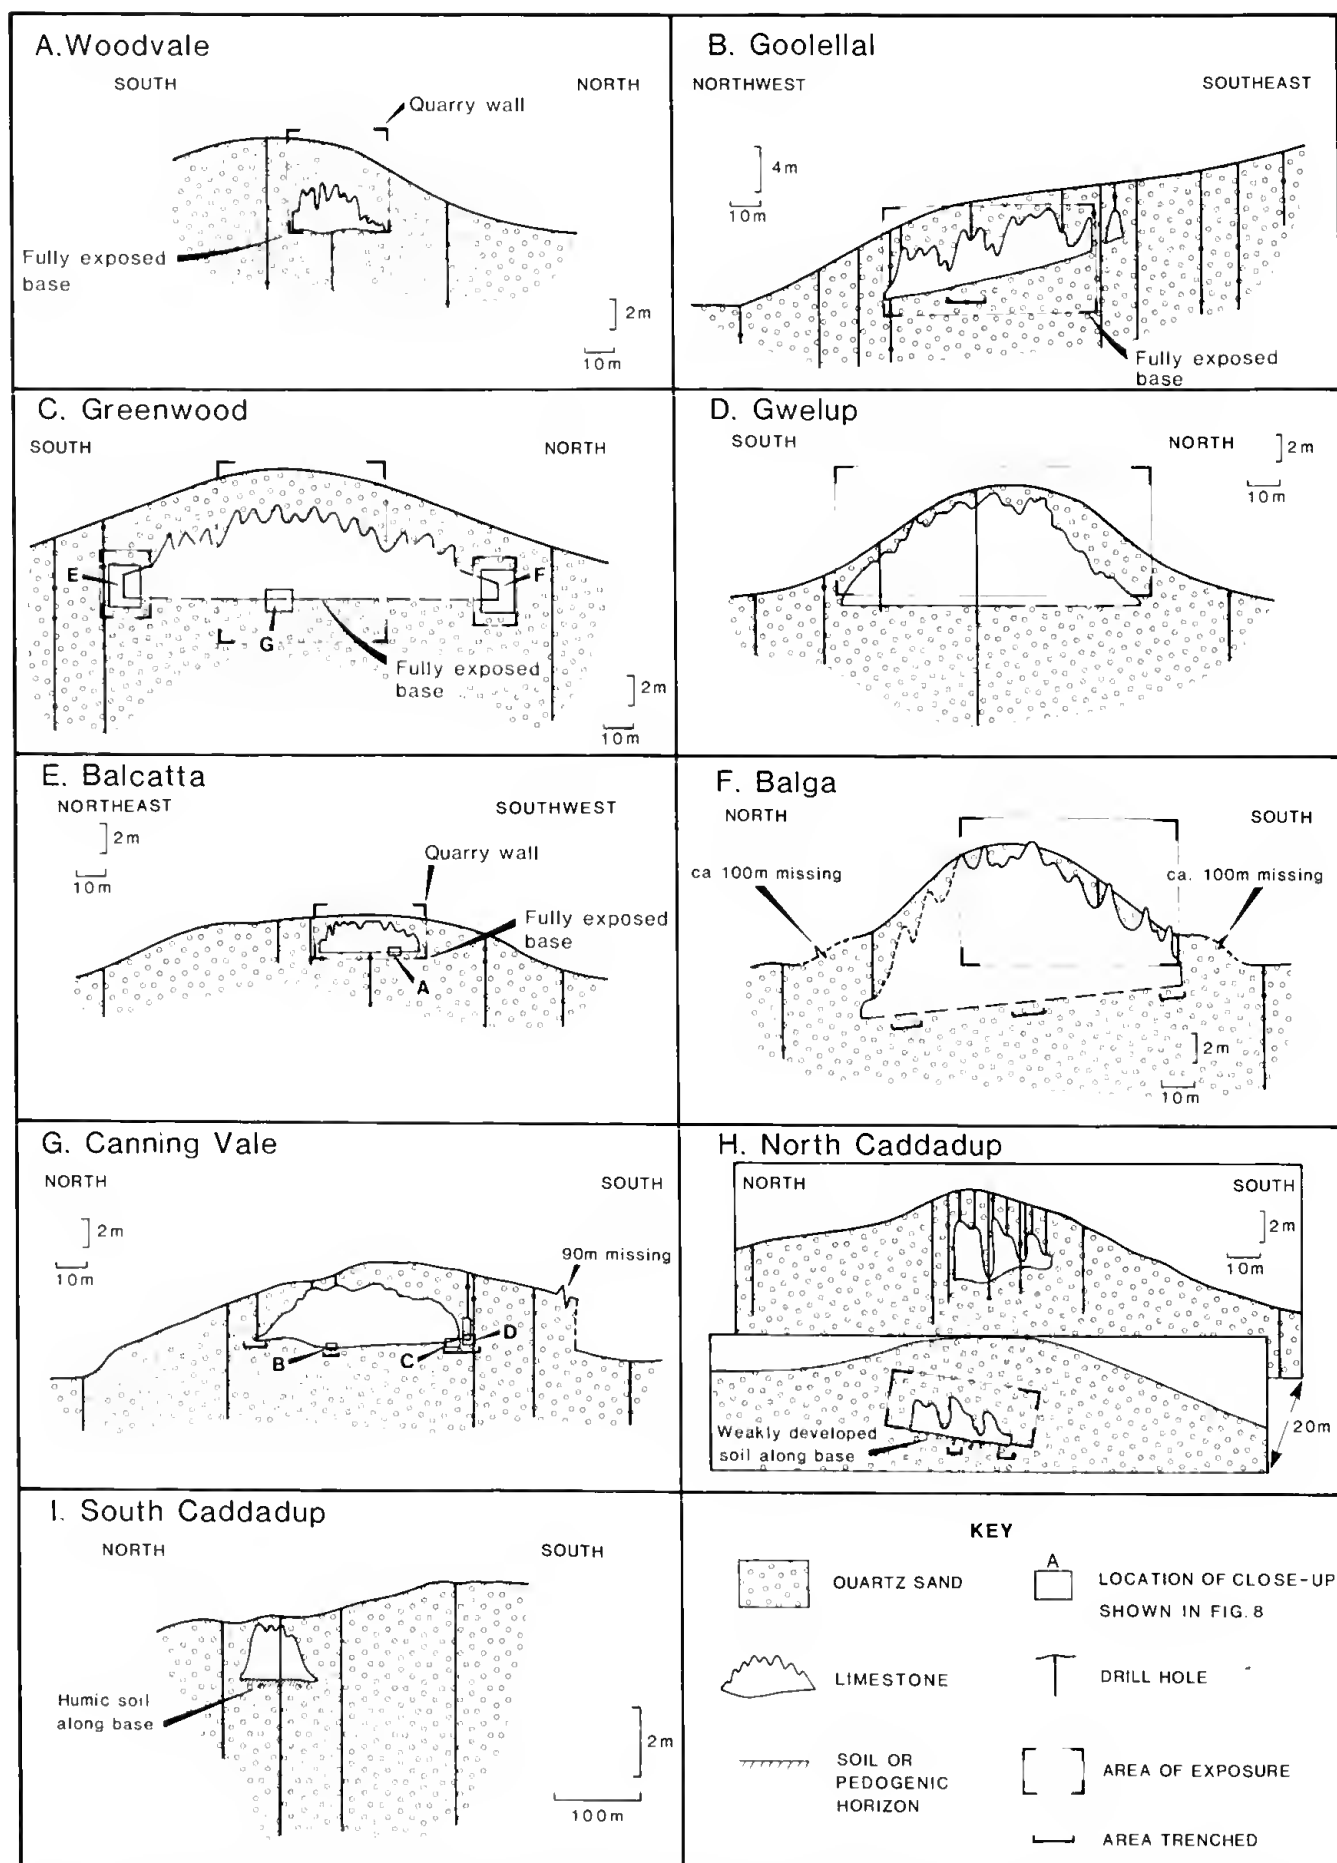 A.Woodvale
SOUTH
NORTH
Quarry wall
Fully exposed
base
2m
10m
B. Goolellal
NORTHWEST
SOUTHEAST
4m
10m
Fully exposed
base
C. Greenwood
SOUTH
NORTH
E
F
G
Fully exposed
base
2m
10m
D. Gwelup
SOUTH
NORTH
2m
10m
E. Balcatta
NORTHEAST
SOUTHWEST
2m
10m
Quarry wall
Fully exposed
base
A
F. Balga
NORTH
SOUTH
ca 100m missing
ca. 100m missing
2m
10m
G. Canning Vale
NORTH
SOUTH
2m
10m
90m missing
B
C
D
H. North Caddadup
NORTH
SOUTH
2m
10m
Weakly developed
soil along base
20m
I. South Caddadup
NORTH
SOUTH
Humic soil
along base
2m
100m
KEY
QUARTZ SAND
A
LOCATION OF CLOSE-UP
SHOWN IN FIG. 8
LIMESTONE
DRILL HOLE
SOIL OR
PEDOGENIC
HORIZON
AREA OF EXPOSURE
AREA TRENCHED